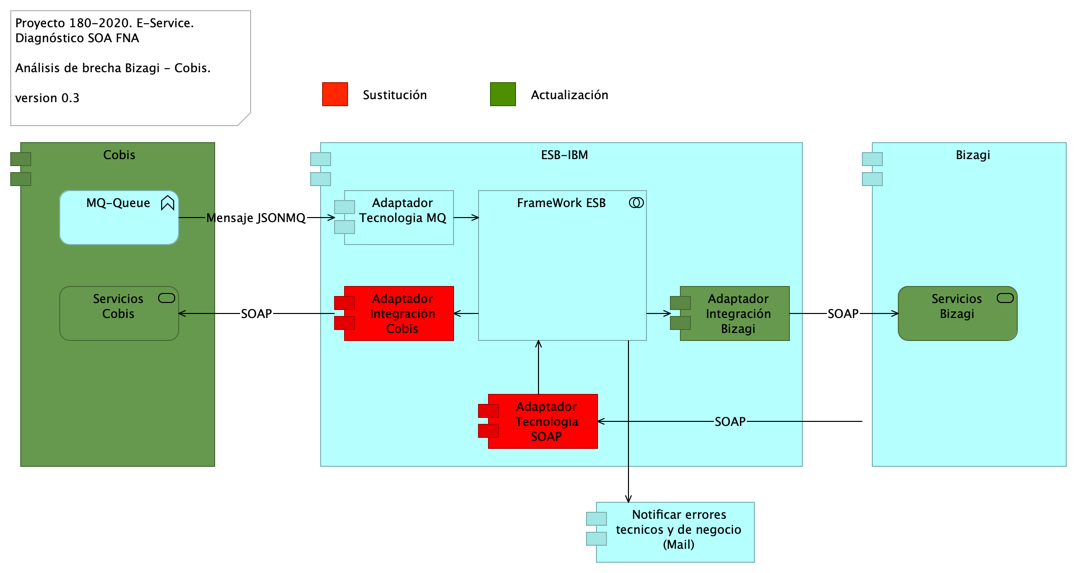 Proyecto 180-2020. E-Service.
Diagnóstico SOA FNA
Análisis de brecha Bizagi - Cobis.
version 0.3
Sustitución
Actualización
Cobis
ESB-IBM
Bizagi
MQ-Queue
Mensaje JSONMQ
Adaptador
Tecnologia MQ
FrameWork ESB
Servicios
Cobis
SOAP
Adaptador
Integración
Cobis
Adaptador
Integración
Bizagi
SOAP
Servicios
Bizagi
Adaptador
Tecnología
SOAP
SOAP
Notificar errores
tecnicos y de negocio
(Mail)